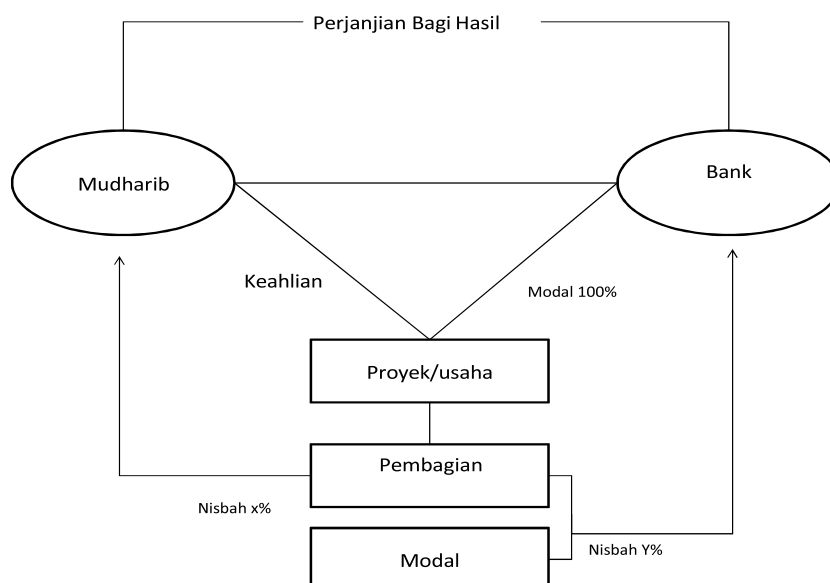 Perjanjian Bagi Hasil
Mudharib
Bank
Keahlian
Modal 100%
Proyek/usaha
Pembagian
Nisbah x%
Modal
Nisbah Y%